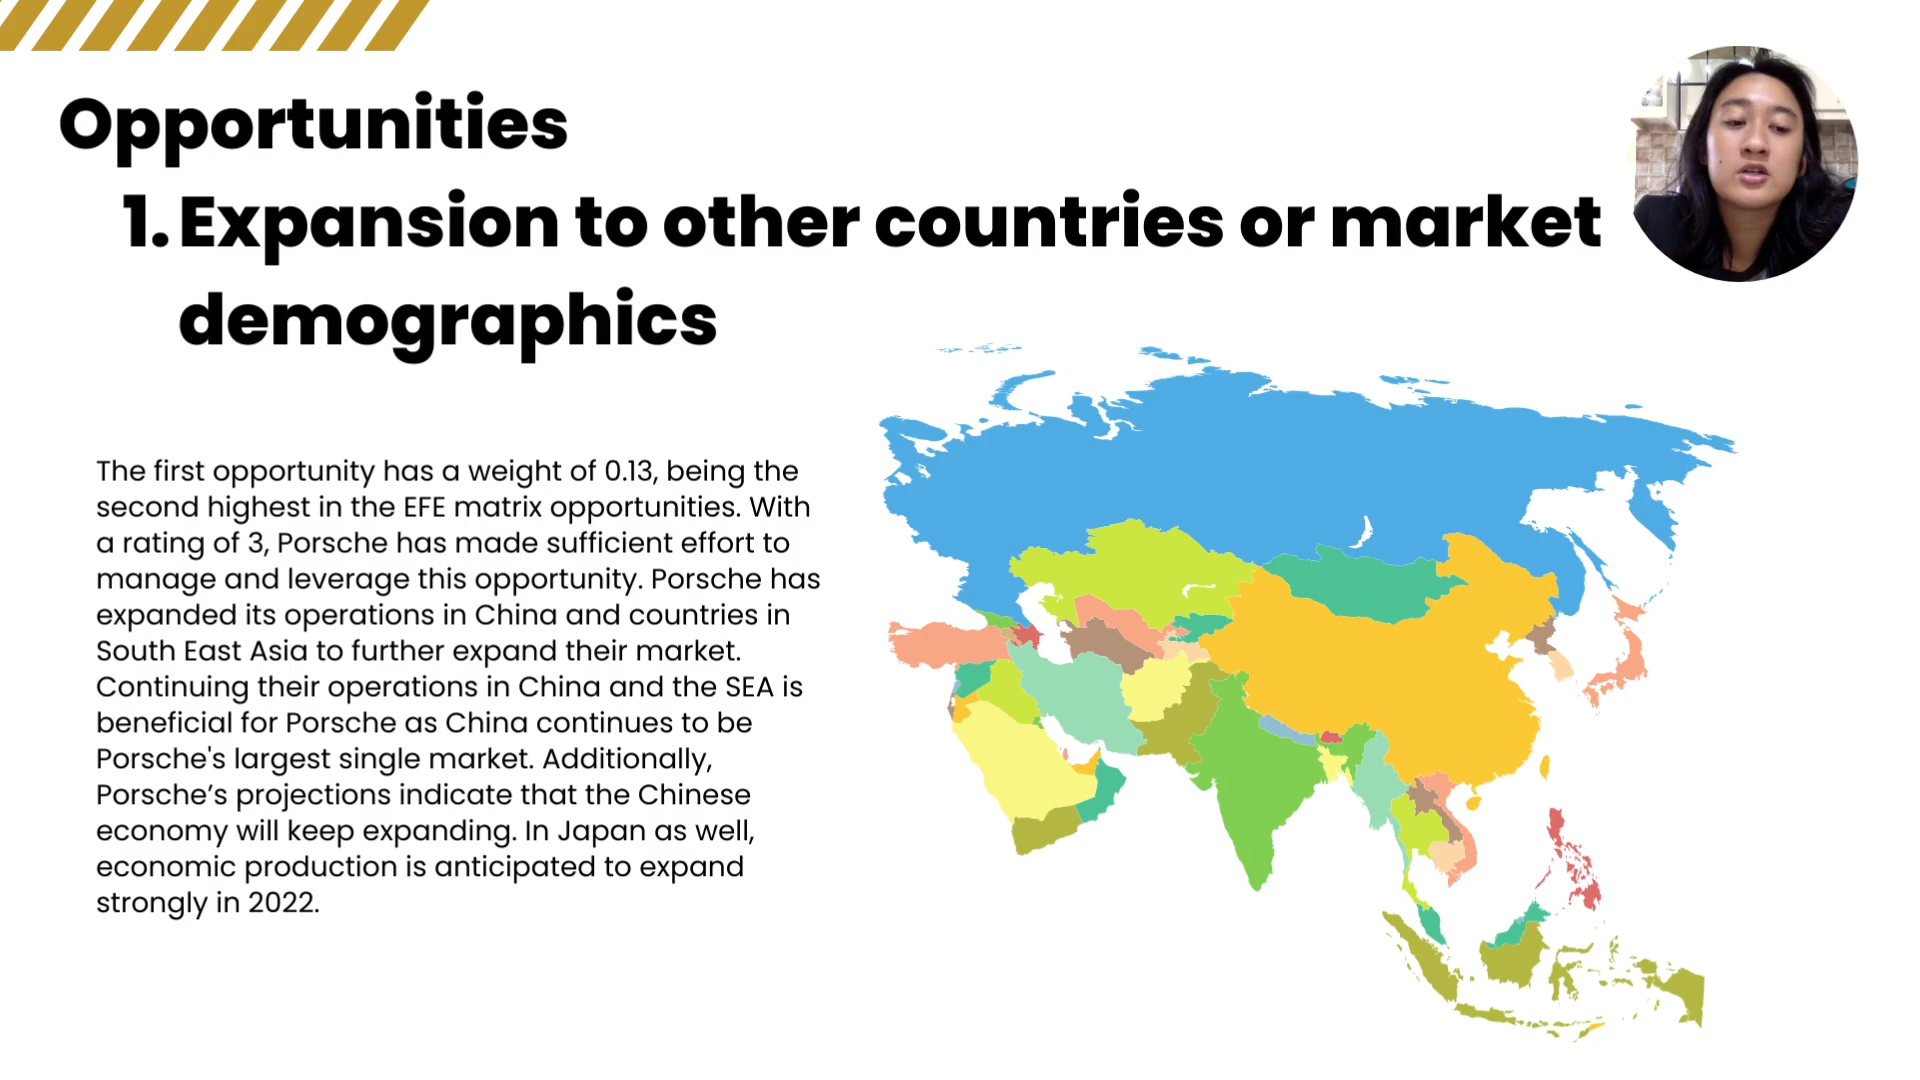 Opportunities
1. Expansion to other countries or market
demographics
The first opportunity has a weight of 0.13, being the
second highest in the EFE matrix opportunities. With
a rating of 3, Porsche has made sufficient effort to
manage and leverage this opportunity. Porsche has
expanded its operations in China and countries in
South East Asia to further expand their market.
Continuing their operations in China and the SEA is
beneficial for Porsche as China continues to be
Porsche's largest single market. Additionally,
Porsche’s projections indicate that the Chinese
economy will keep expanding. In Japan as well,
economic production is anticipated to expand
strongly in 2022.